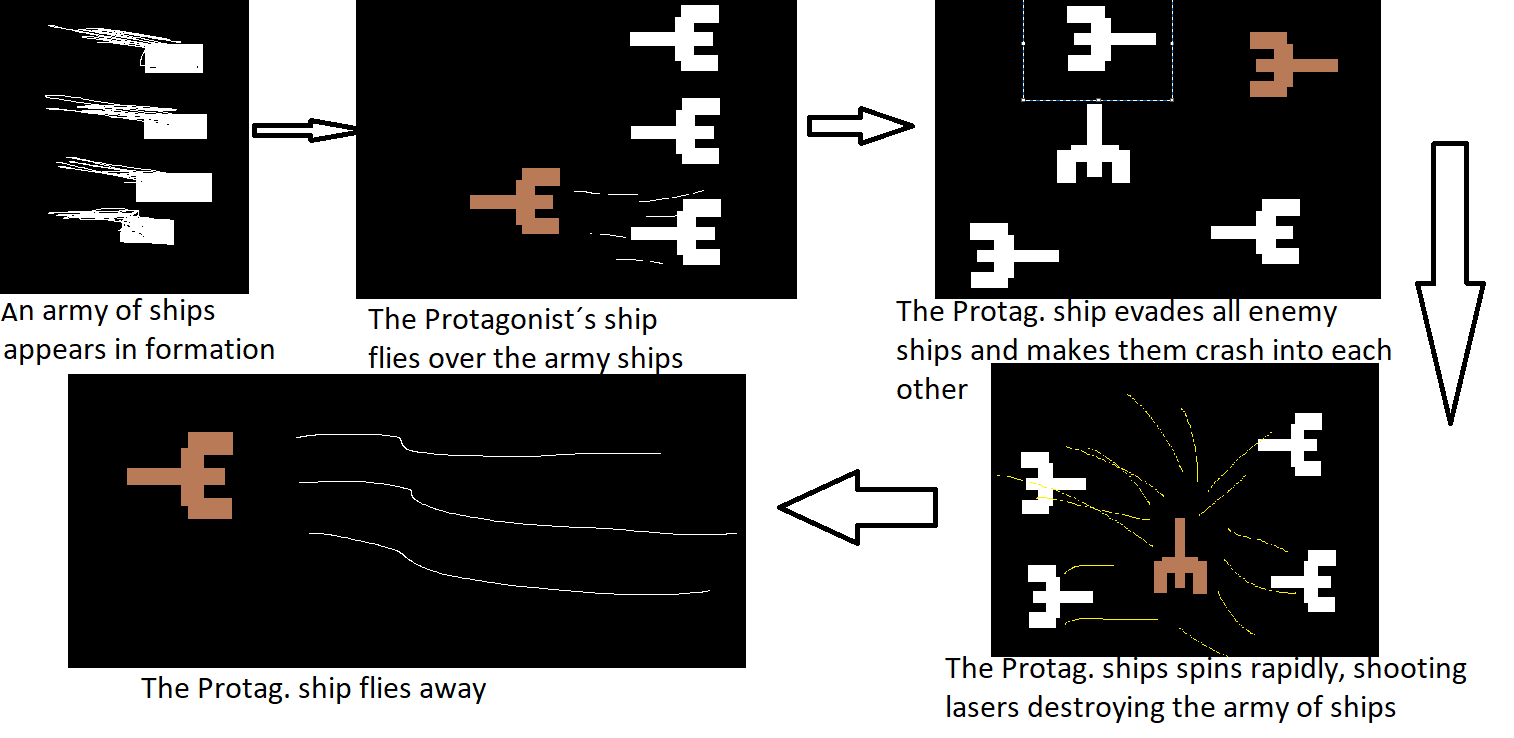 An army of ships
appears in formation
The Protagonist´s ship
flies over the army ships
The Protag. ship evades all enemy
ships and makes them crash into each
other
The Protag. ships spins rapidly, shooting
lasers destroying the army of ships
The Protag. ship flies away